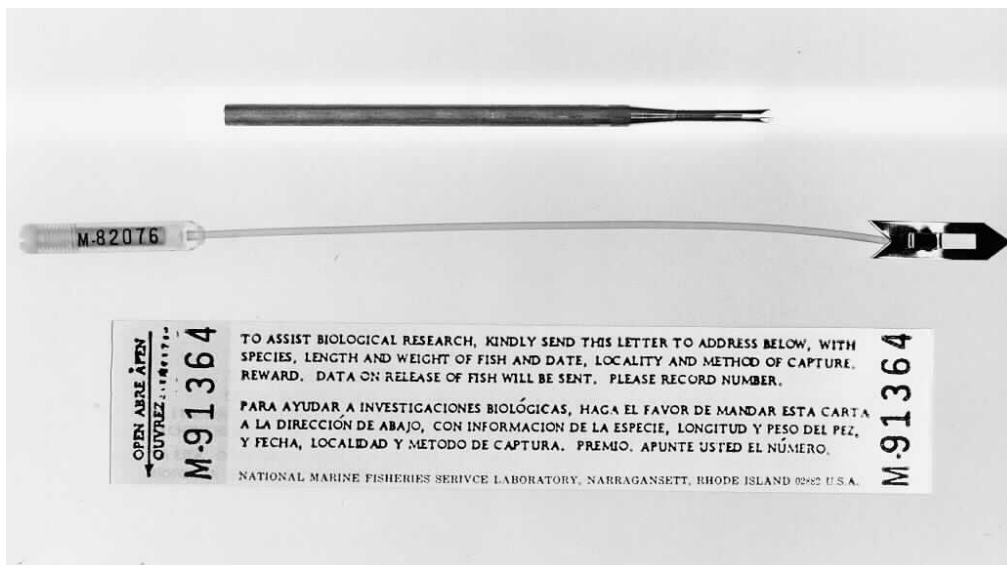 M-82076
OPEN ABRE ÅPEN
OUVREZ
M-91364
TO ASSIST BIOLOGICAL RESEARCH, KINDLY SEND THIS LETTER TO ADDRESS BELOW, WITH
SPECIES, LENGTH AND WEIGHT OF FISH AND DATE, LOCALITY AND METHOD OF CAPTURE.
REWARD. DATA ON RELEASE OF FISH WILL BE SENT. PLEASE RECORD NUMBER.
PARA AYUDAR A INVESTIGACIONES BIOLÓGICAS, HAGA EL FAVOR DE MANDAR ESTA CARTA
A LA DIRECCIÓN DE ABAJO, CON INFORMACION DE LA ESPECIE, LONGITUD Y PESO DEL PEZ,
Y FECHA, LOCALIDAD Y METODO DE CAPTURA. PREMIO. APUNTE USTED EL NÚMERO.
NATIONAL MARINE FISHERIES SERIVCE LABORATORY, NARRAGANSETT, RHODE ISLAND 02882 U.S.A.
M-91364